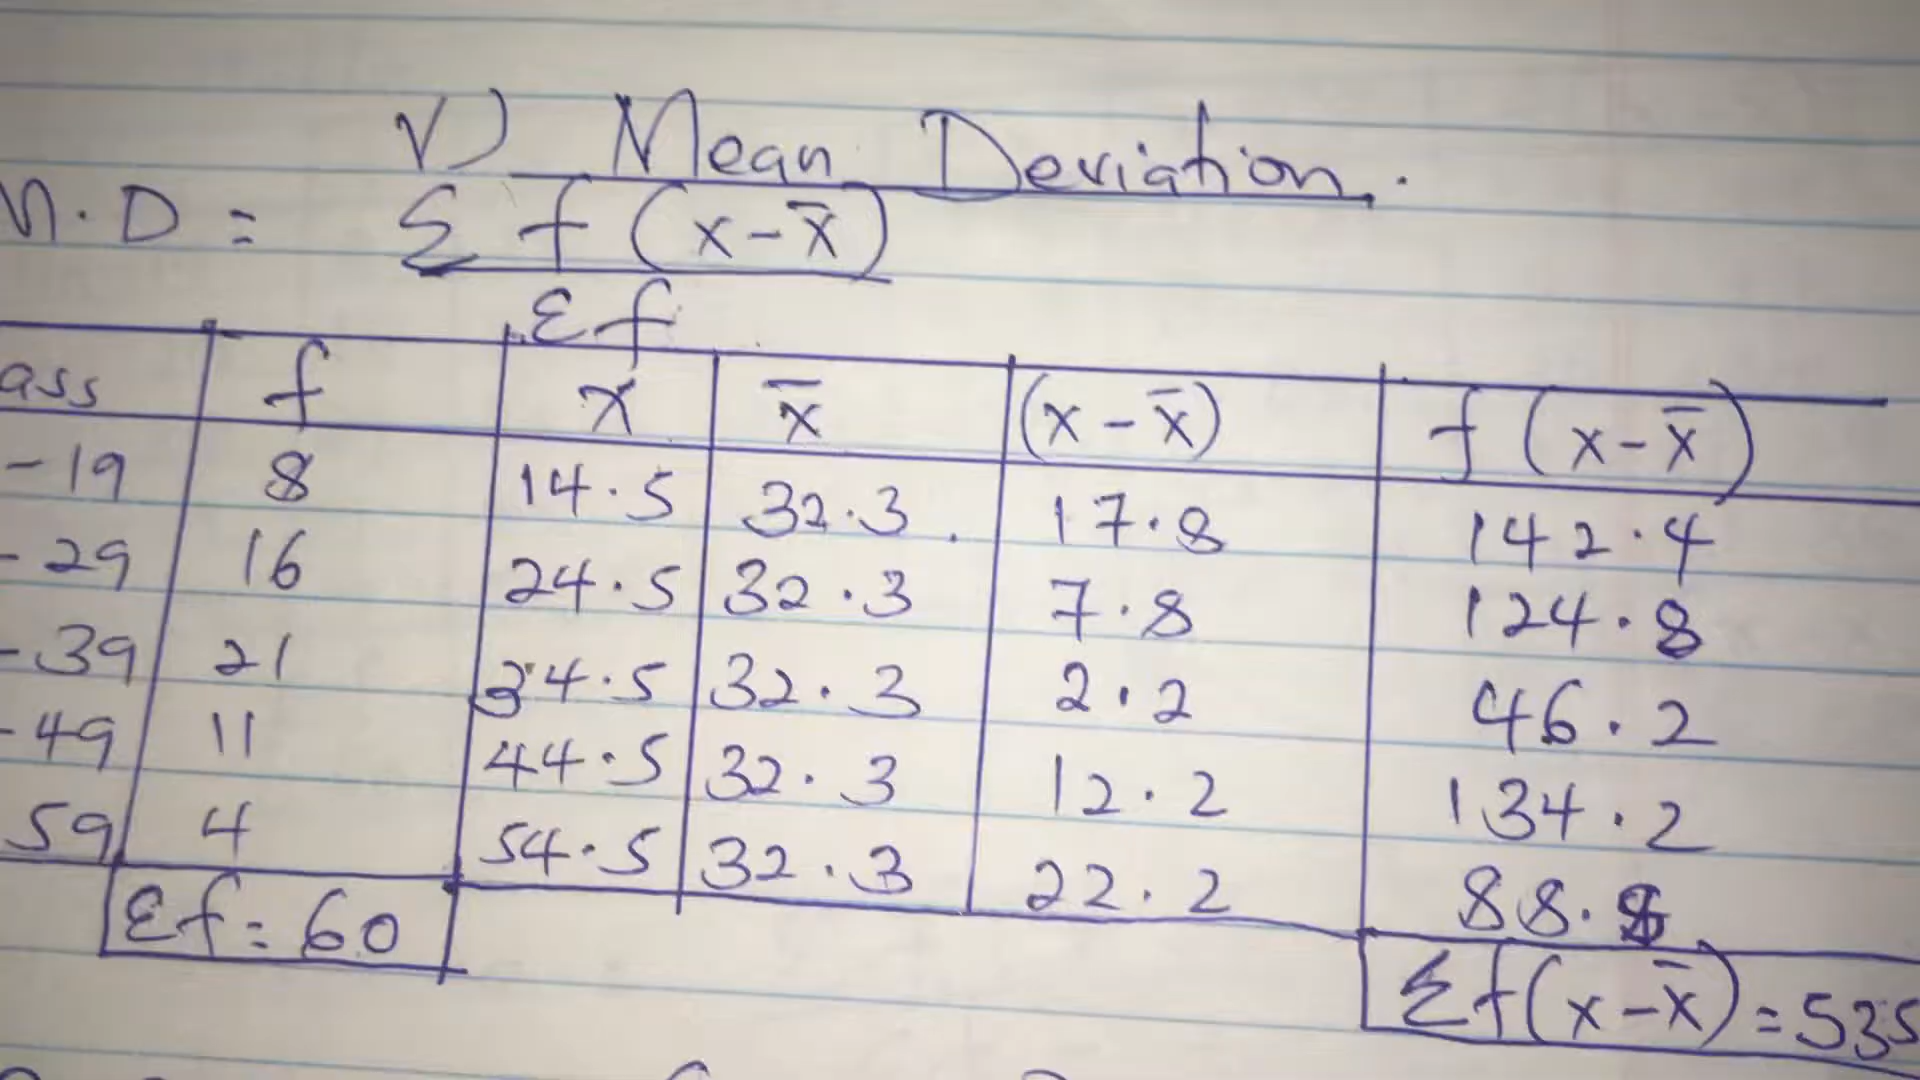 V) Mean Deviation.
M.D = Σf(x-x̄)
Σf
ass f x x̄ (x-x̄) f(x-x̄)
-19 8 14.5 32.3 17.8 142.4
-29 16 24.5 32.3 7.8 124.8
-39 21 34.5 32.3 2.2 46.2
-49 11 44.5 32.3 12.2 134.2
59 4 54.5 32.3 22.2 88.8
Σf = 60 Σf(x-x̄) = 535